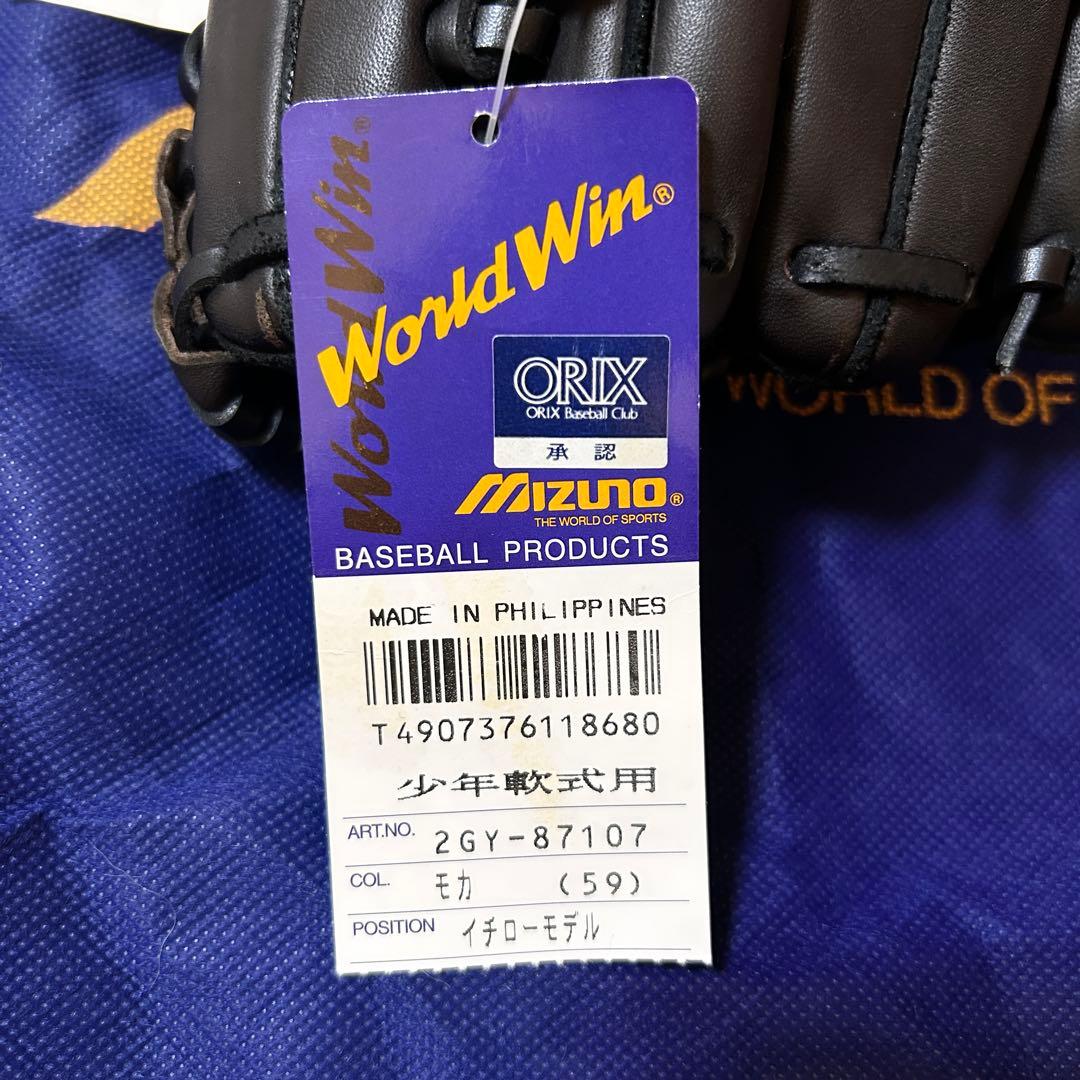 World Win®
World Win®
ORIX
ORIX Baseball Club
承認
MIZUNO®
THE WORLD OF SPORTS
BASEBALL PRODUCTS
WORLD OF
MADE IN PHILIPPINES
T4907376118680
少年軟式用
ART.NO. 2GY-87107
COL. モカ (59)
POSITION イチローモデル